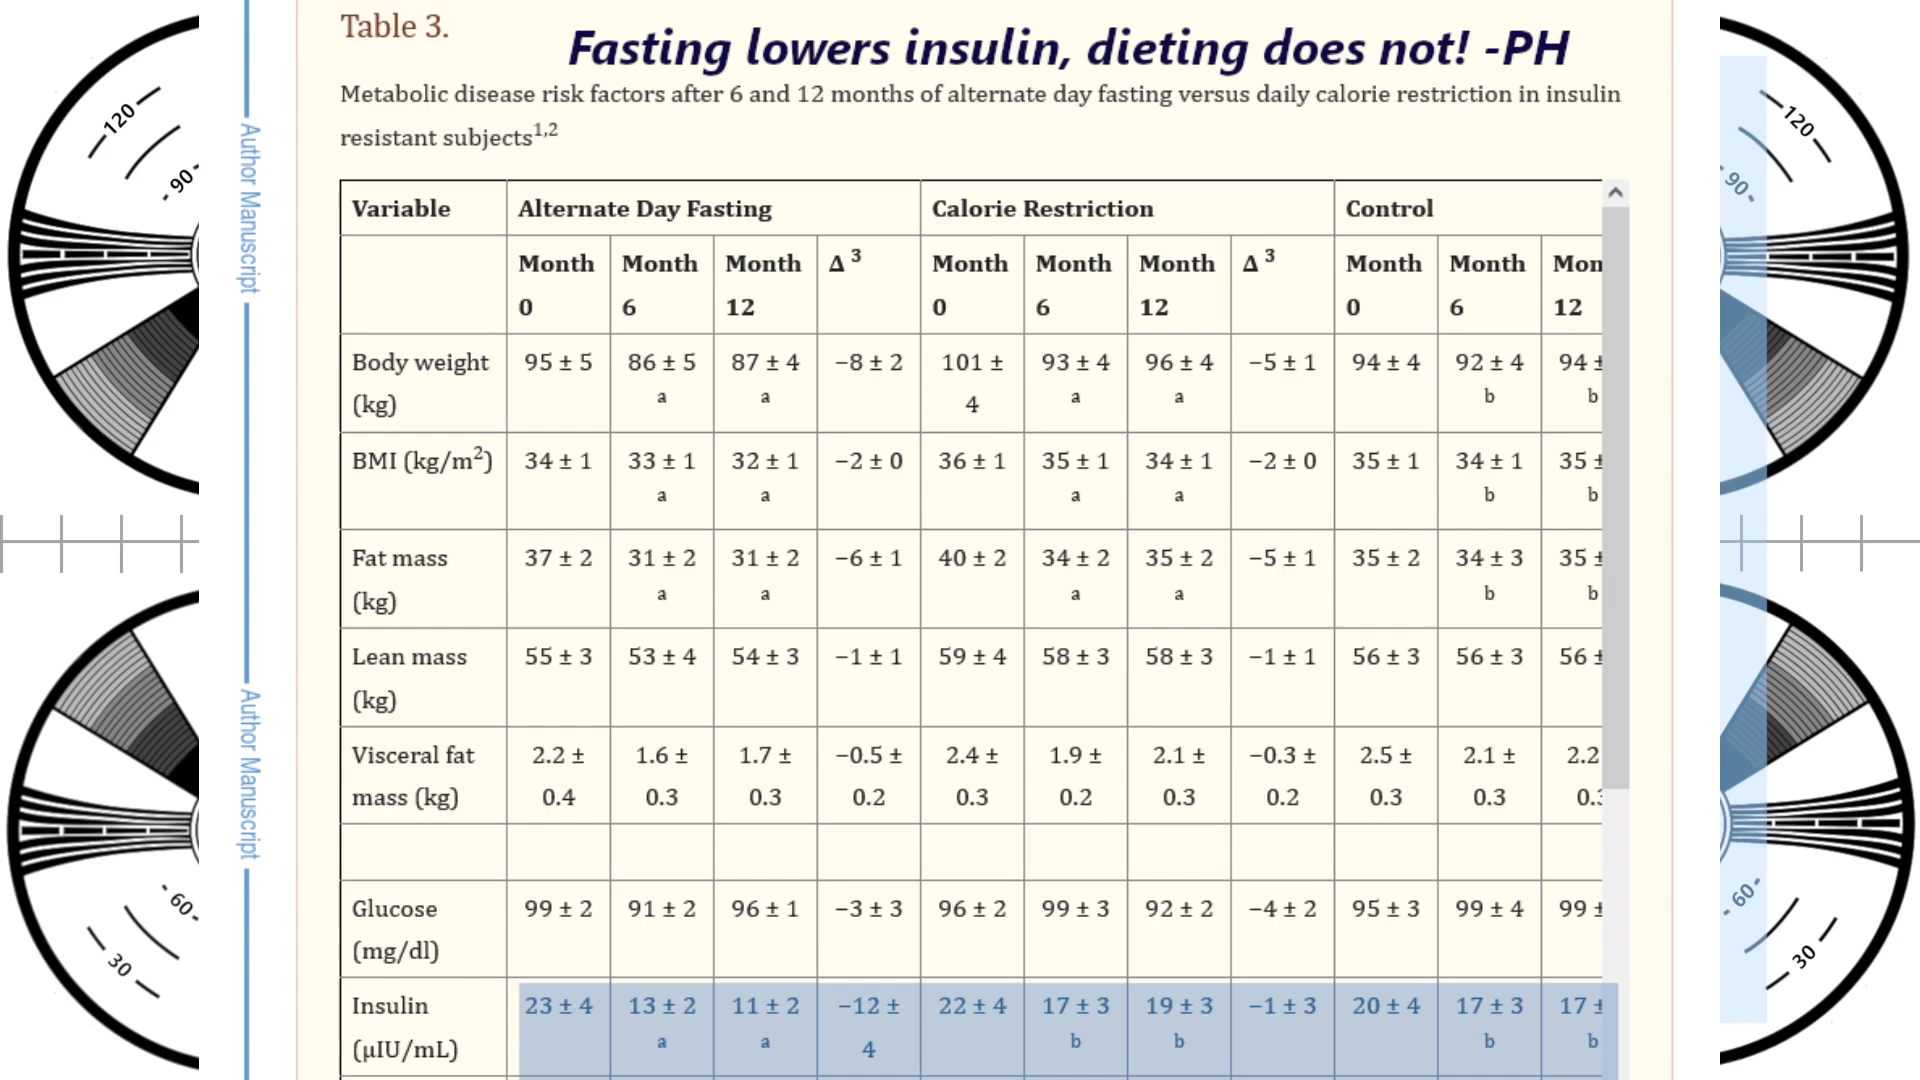 Table 3.
Fasting lowers insulin, dieting does not! -PH
Metabolic disease risk factors after 6 and 12 months of alternate day fasting versus daily calorie restriction in insulin
resistant subjects1,2
Variable Alternate Day Fasting Calorie Restriction Control
Month 0 Month 6 Month 12 Δ 3 Month 0 Month 6 Month 12 Δ 3 Month 0 Month 6 Mon 12
Body weight (kg) 95 ± 5 86 ± 5 a 87 ± 4 a −8 ± 2 101 ± 4 93 ± 4 a 96 ± 4 a −5 ± 1 94 ± 4 92 ± 4 b 94 ± b
BMI (kg/m2) 34 ± 1 33 ± 1 a 32 ± 1 a −2 ± 0 36 ± 1 35 ± 1 a 34 ± 1 a −2 ± 0 35 ± 1 34 ± 1 b 35 ± b
Fat mass (kg) 37 ± 2 31 ± 2 a 31 ± 2 a −6 ± 1 40 ± 2 34 ± 2 a 35 ± 2 a −5 ± 1 35 ± 2 34 ± 3 b 35 ± b
Lean mass (kg) 55 ± 3 53 ± 4 54 ± 3 −1 ± 1 59 ± 4 58 ± 3 58 ± 3 −1 ± 1 56 ± 3 56 ± 3 56 ±
Visceral fat mass (kg) 2.2 ± 0.4 1.6 ± 0.3 1.7 ± 0.3 −0.5 ± 0.2 2.4 ± 0.3 1.9 ± 0.2 2.1 ± 0.3 −0.3 ± 0.2 2.5 ± 0.3 2.1 ± 0.3 2.2 0.3
Glucose (mg/dl) 99 ± 2 91 ± 2 96 ± 1 −3 ± 3 96 ± 2 99 ± 3 92 ± 2 −4 ± 2 95 ± 3 99 ± 4 99 ±
Insulin (μIU/mL) 23 ± 4 13 ± 2 a 11 ± 2 a −12 ± 4 22 ± 4 17 ± 3 b 19 ± 3 b −1 ± 3 20 ± 4 17 ± 3 b 17 ± b
Author Manuscript
Author Manuscript
120
- 90 -
- 60 -
30
120
- 90 -
- 60 -
30